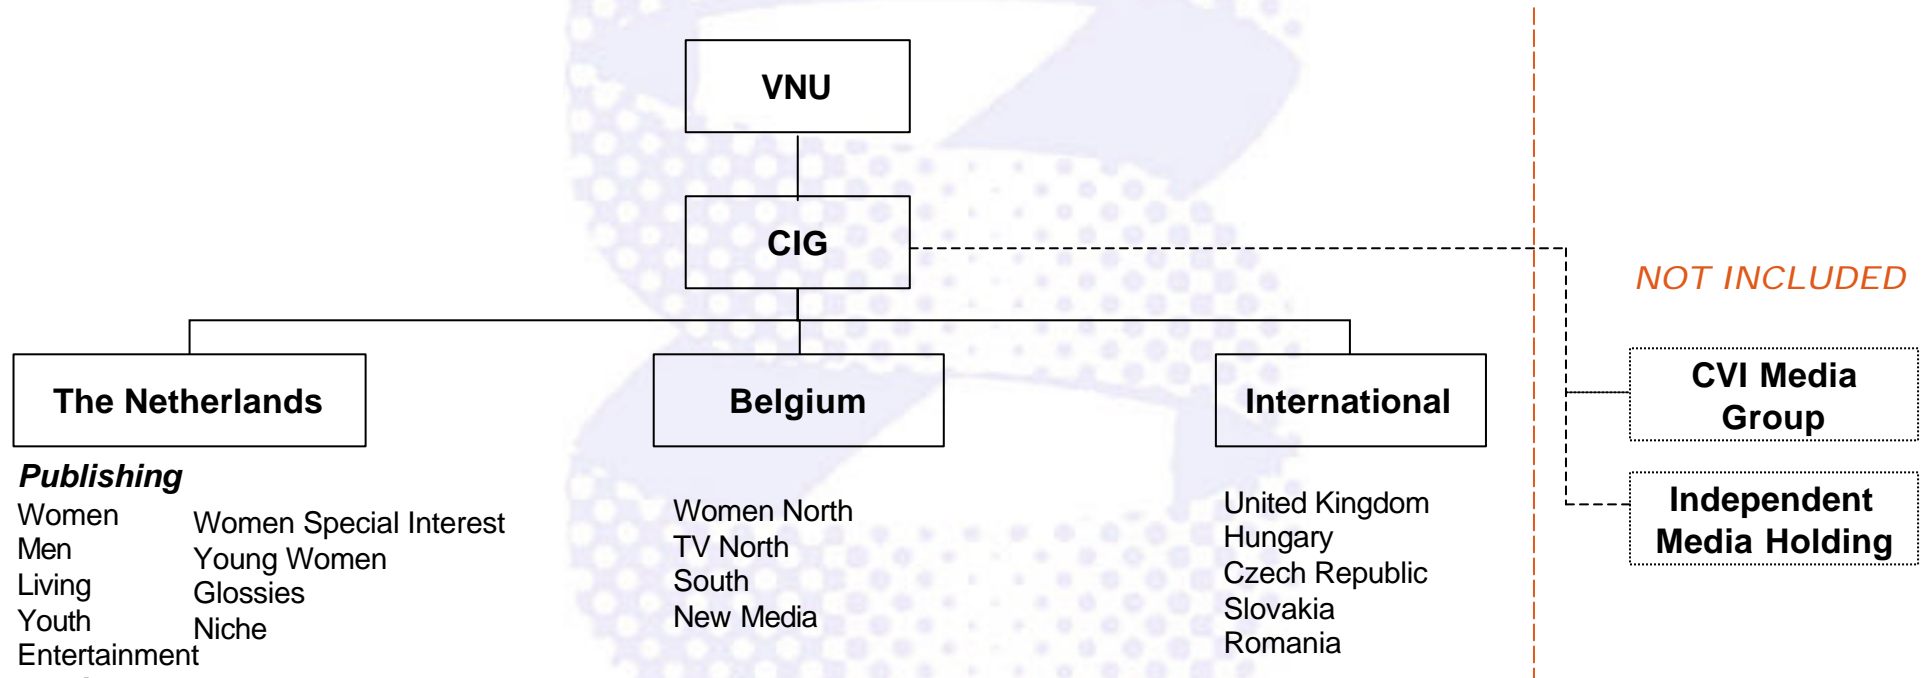 VNU
CIG
NOT INCLUDED
The Netherlands
Belgium
International
CVI Media
Group
Independent
Media Holding
Publishing
Women
Men
Living
Youth
Entertainment
Women Special Interest
Young Women
Glossies
Niche
Women North
TV North
South
New Media
United Kingdom
Hungary
Czech Republic
Slovakia
Romania